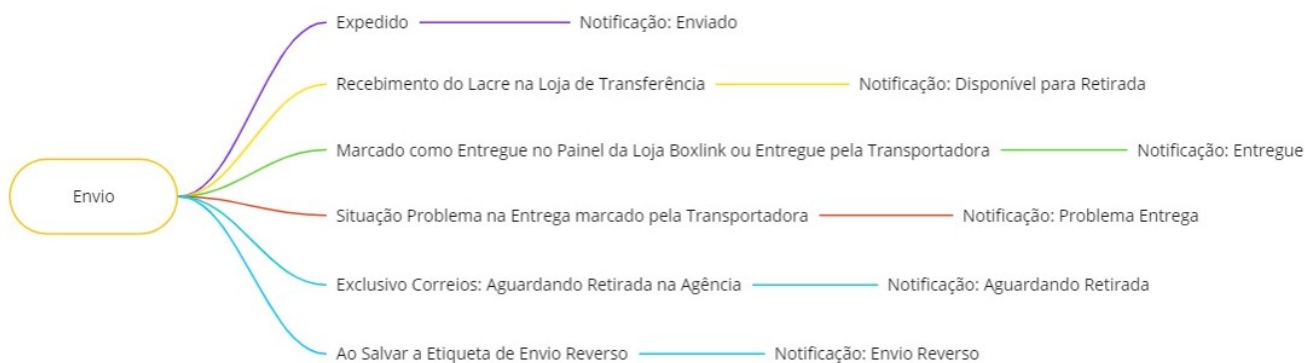 Expedido Notificação: Enviado
Recebimento do Lacre na Loja de Transferência Notificação: Disponível para Retirada
Marcado como Entregue no Painel da Loja Boxlink ou Entregue pela Transportadora Notificação: Entregue
Envio
Situação Problema na Entrega marcado pela Transportadora Notificação: Problema Entrega
Exclusivo Correios: Aguardando Retirada na Agência Notificação: Aguardando Retirada
Ao Salvar a Etiqueta de Envio Reverso Notificação: Envio Reverso